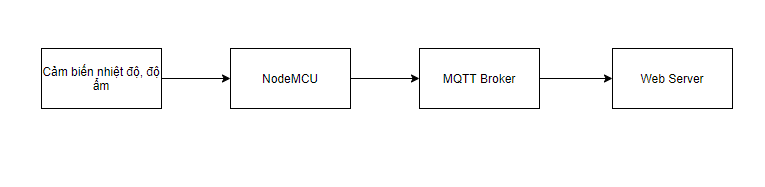 Cảm biến nhiệt độ, độ
ẩm
NodeMCU
MQTT Broker
Web Server